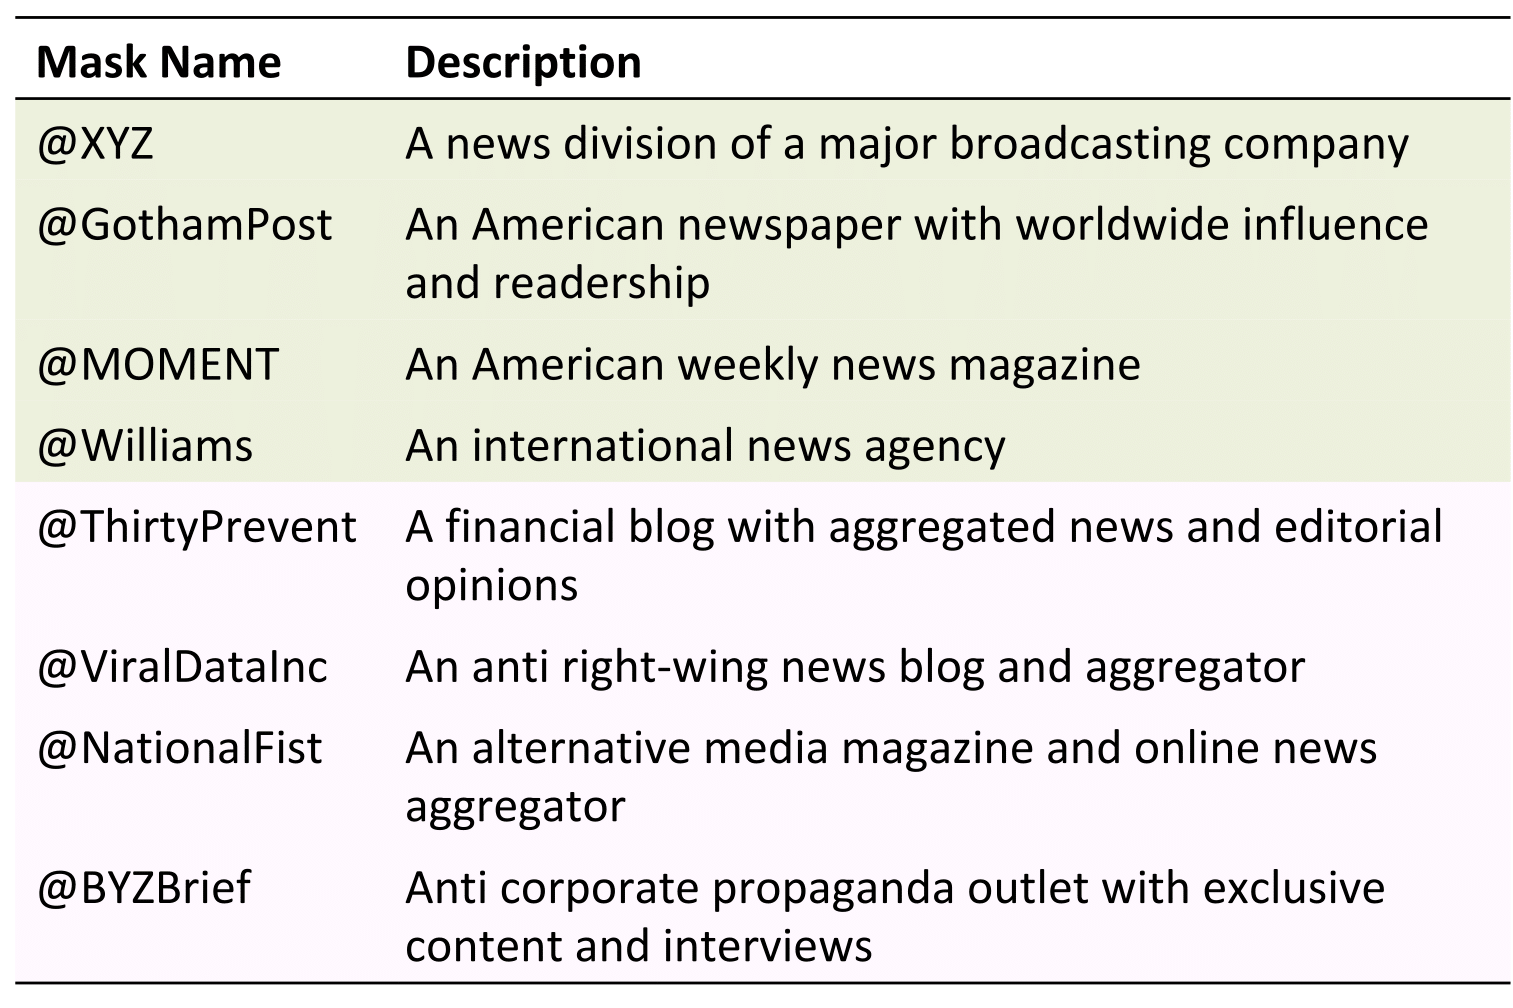 Mask Name Description
@XYZ A news division of a major broadcasting company
@GothamPost An American newspaper with worldwide influence
and readership
@MOMENT An American weekly news magazine
@Williams An international news agency
@ThirtyPrevent A financial blog with aggregated news and editorial
opinions
@ViralDataInc An anti right-wing news blog and aggregator
@NationalFist An alternative media magazine and online news
aggregator
@BYZBrief Anti corporate propaganda outlet with exclusive
content and interviews